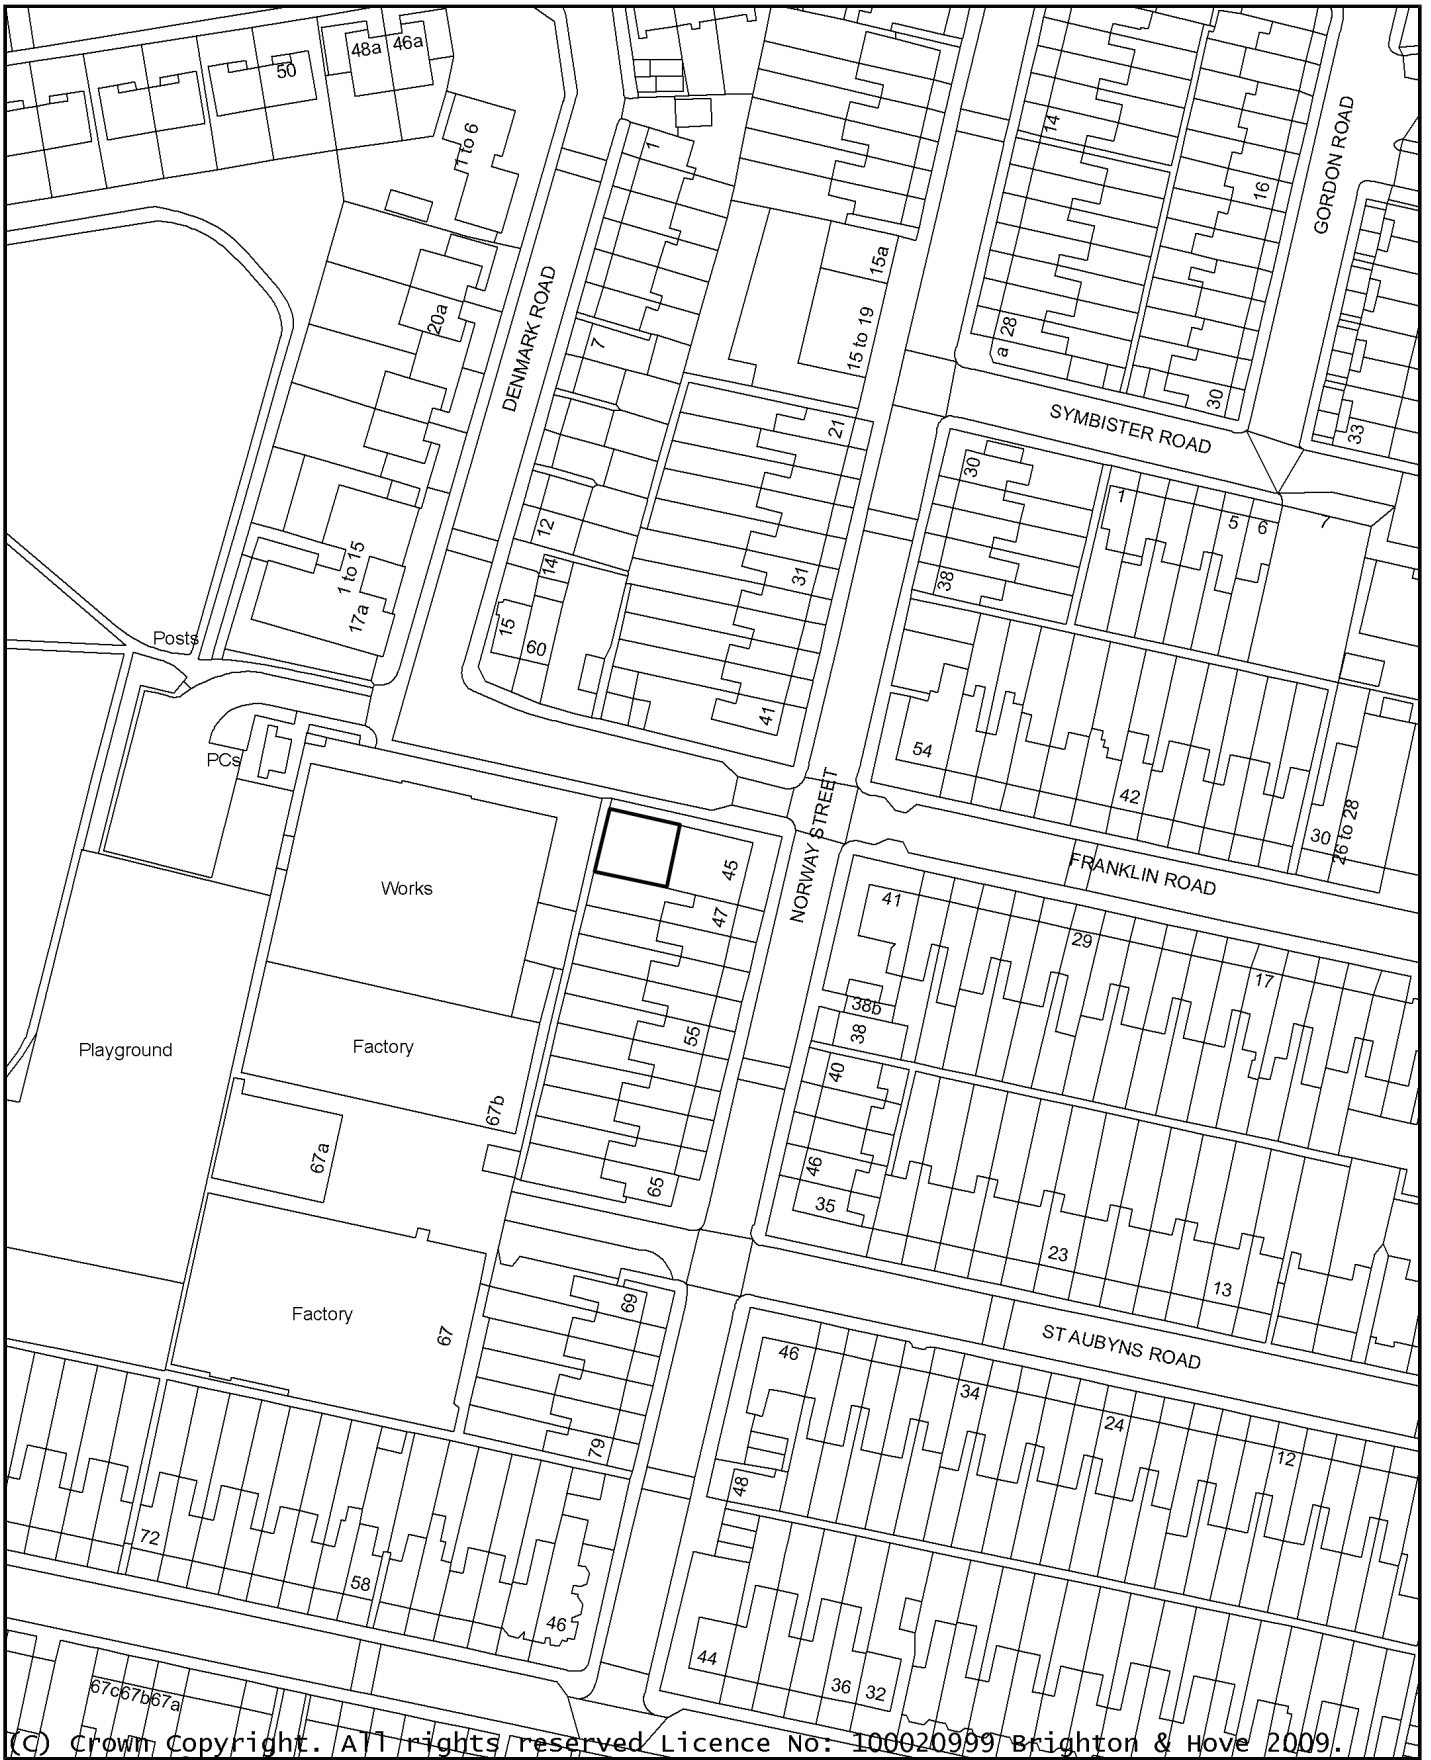 48a
46a
50
1 to 6
1
14
16
GORDON ROAD
15a
20a
DENMARK ROAD
7
15 to 19
28
a
30
33
21
SYMBISTER ROAD
30
1
5
6
7
12
14
31
38
1 to 15
17a
15
60
Posts
41
54
42
PCs
NORWAY STREET
30
26 to 28
FRANKLIN ROAD
Works
45
47
41
29
17
38b
38
55
40
Playground
Factory
67b
67a
46
65
35
23
13
69
Factory
67
ST AUBYNS ROAD
46
34
24
12
79
48
72
58
46
44
36
32
67c
67b
67a
(c) Crown Copyright. All rights reserved Licence No: 100020999 Brighton & Hove 2009.